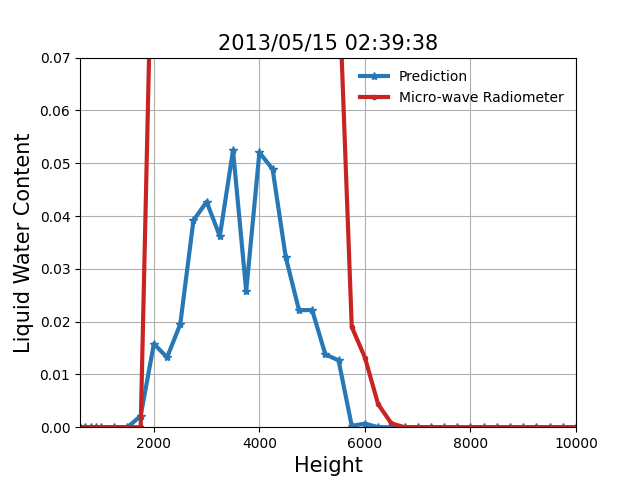 2013/05/15 02:39:38
Prediction
Micro-wave Radiometer
Liquid Water Content
0.07
0.06
0.05
0.04
0.03
0.02
0.01
0.00
2000 4000 6000 8000 10000
Height